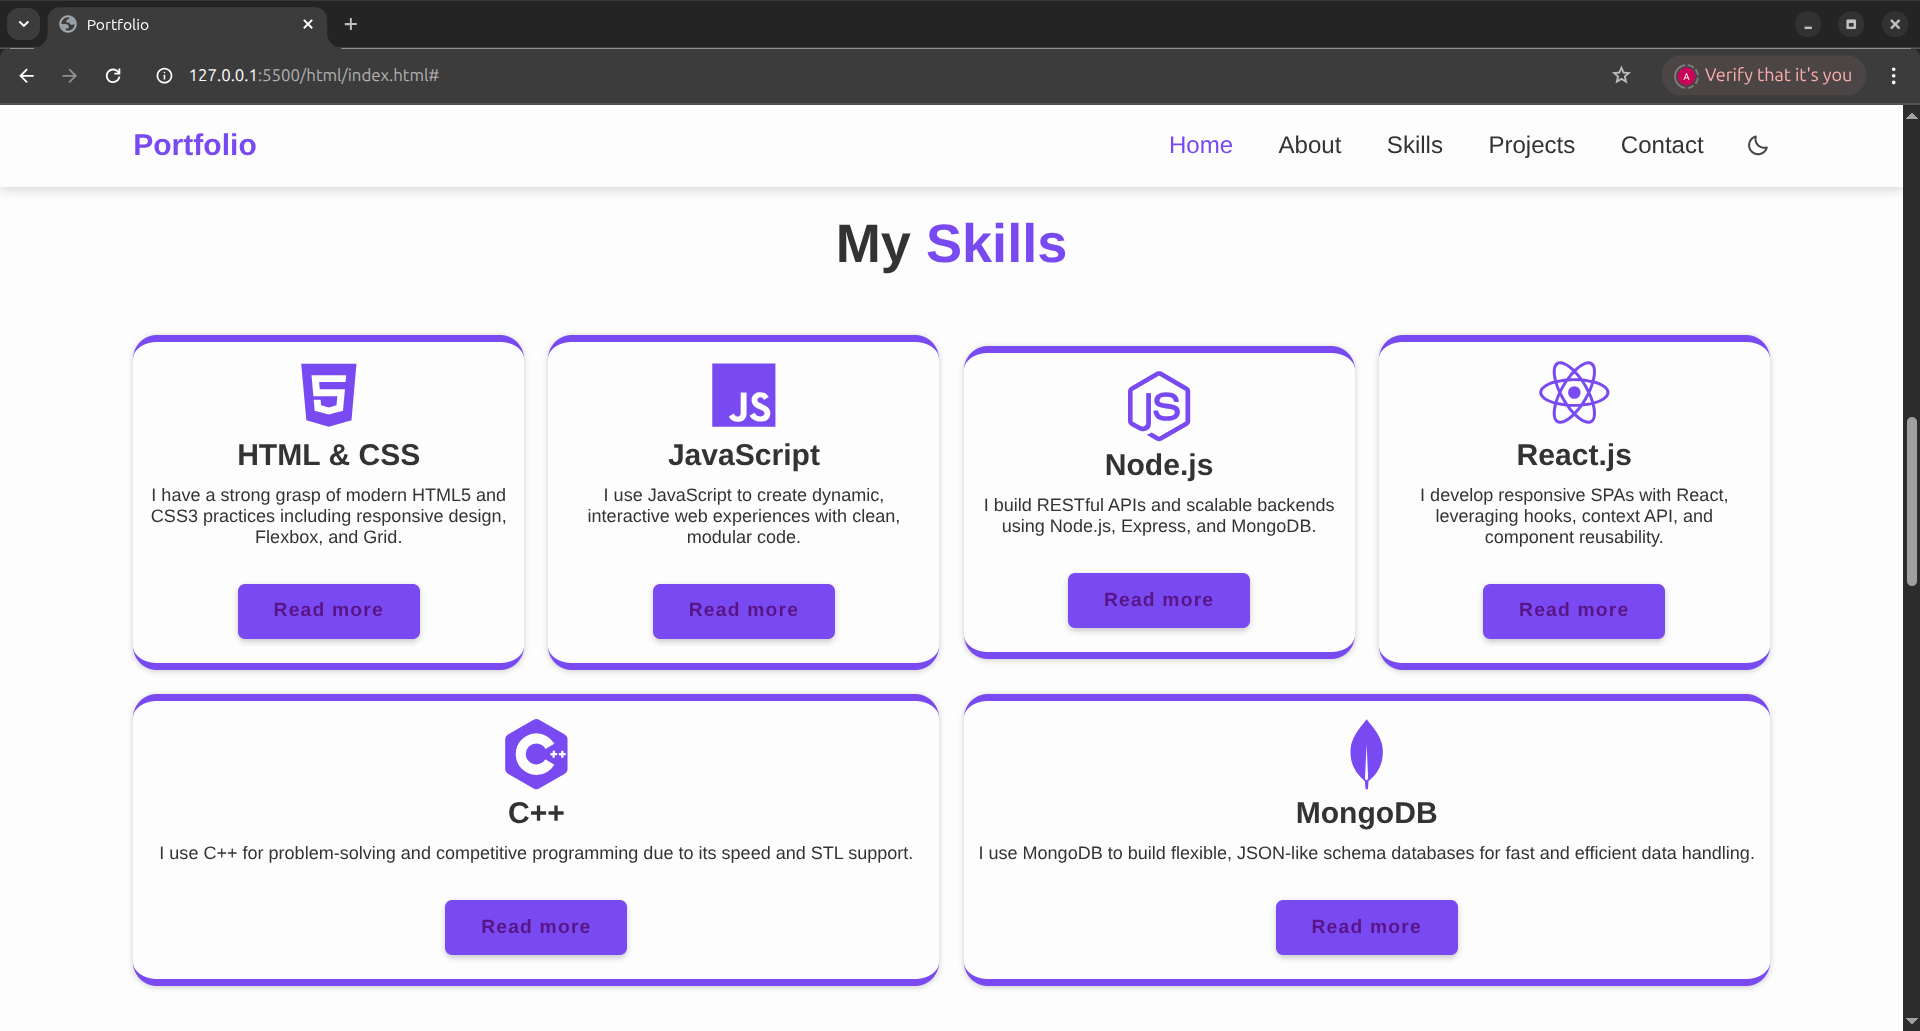 Portfolio
127.0.0.1:5500/html/index.html#
A
Verify that it's you
Portfolio
Home
About
Skills
Projects
Contact
My Skills
5
HTML & CSS
I have a strong grasp of modern HTML5 and
CSS3 practices including responsive design,
Flexbox, and Grid.
Read more
JS
JavaScript
I use JavaScript to create dynamic,
interactive web experiences with clean,
modular code.
Read more
JS
Node.js
I build RESTful APIs and scalable backends
using Node.js, Express, and MongoDB.
Read more
React.js
I develop responsive SPAs with React,
leveraging hooks, context API, and
component reusability.
Read more
C++
C++
I use C++ for problem-solving and competitive programming due to its speed and STL support.
Read more
MongoDB
I use MongoDB to build flexible, JSON-like schema databases for fast and efficient data handling.
Read more